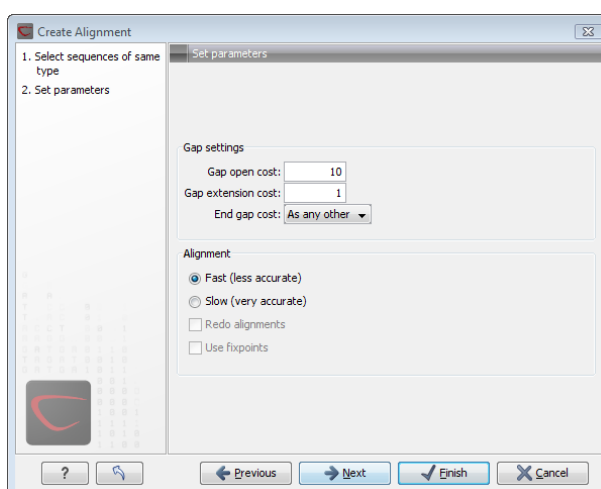 Create Alignment
1. Select sequences of same
type
2. Set parameters
Set parameters
Gap settings
Gap open cost: 10
Gap extension cost: 1
End gap cost: As any other
Alignment
Fast (less accurate)
Slow (very accurate)
Redo alignments
Use fixpoints
? Previous Next Finish Cancel